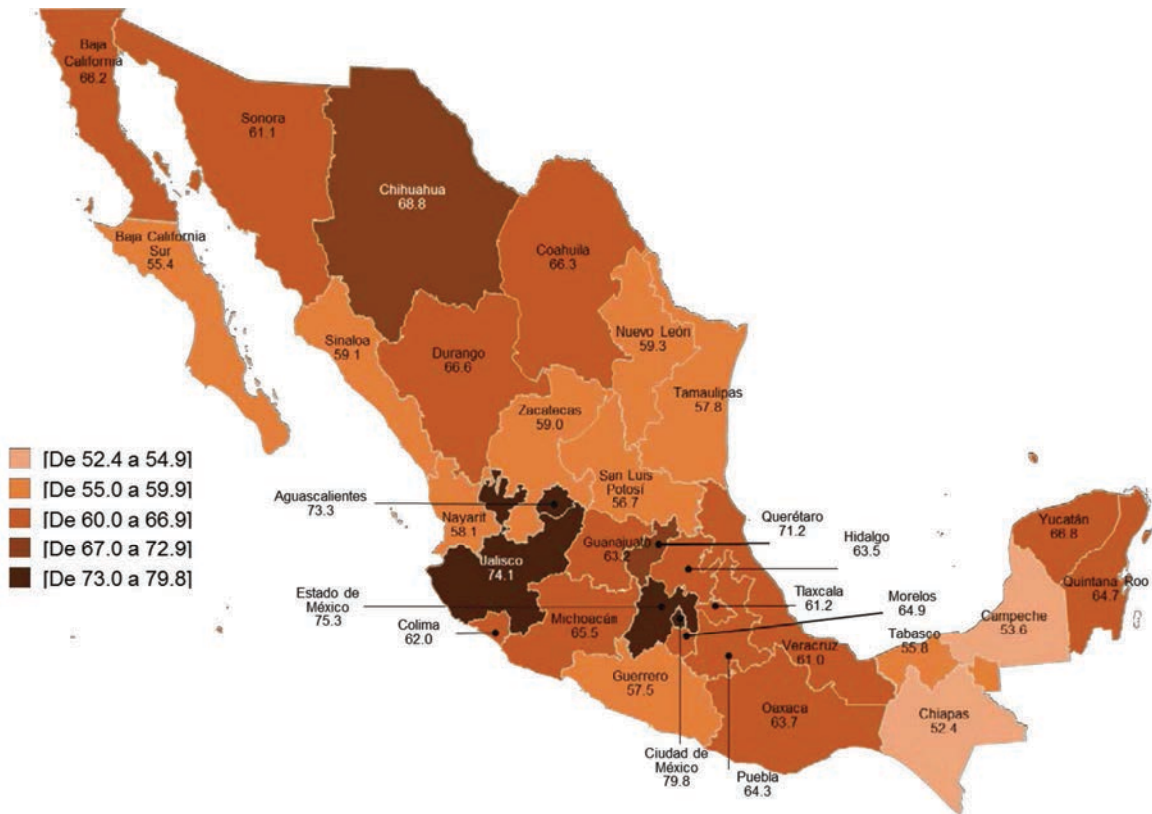 Baja
California
66.2
Sonora
61.1
Chihuahua
68.8
Coahuila
66.3
Baja California
Sur
55.4
Sinaloa
59.1
Durango
66.6
Nuevo León
59.3
Tamaulipas
57.8
Zacatecas
59.0
San Luis
Potosí
56.7
Aguascalientes
73.3
Nayarit
58.1
Jalisco
74.1
Guanajuato
63.2
Querétaro
71.2
Hidalgo
63.5
Estado de
México
75.3
Colima
62.0
Michoacán
65.5
Tlaxcala
61.2
Morelos
64.9
Veracruz
61.0
Guerrero
57.5
Oaxaca
63.7
Ciudad de
México
79.8
Puebla
64.3
Tabasco
55.8
Chiapas
52.4
Campeche
53.6
Yucatán
66.8
Quintana Roo
64.7
[De 52.4 a 54.9]
[De 55.0 a 59.9]
[De 60.0 a 66.9]
[De 67.0 a 72.9]
[De 73.0 a 79.8]